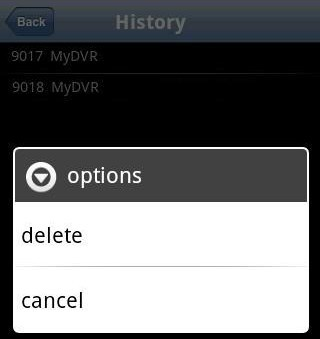 Back
History
9017 MyDVR
9018 MyDVR
options
delete
cancel